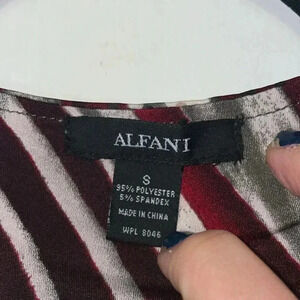 ALFANI
S
95% POLYESTER
5% SPANDEX
MADE IN CHINA
WPL 8046